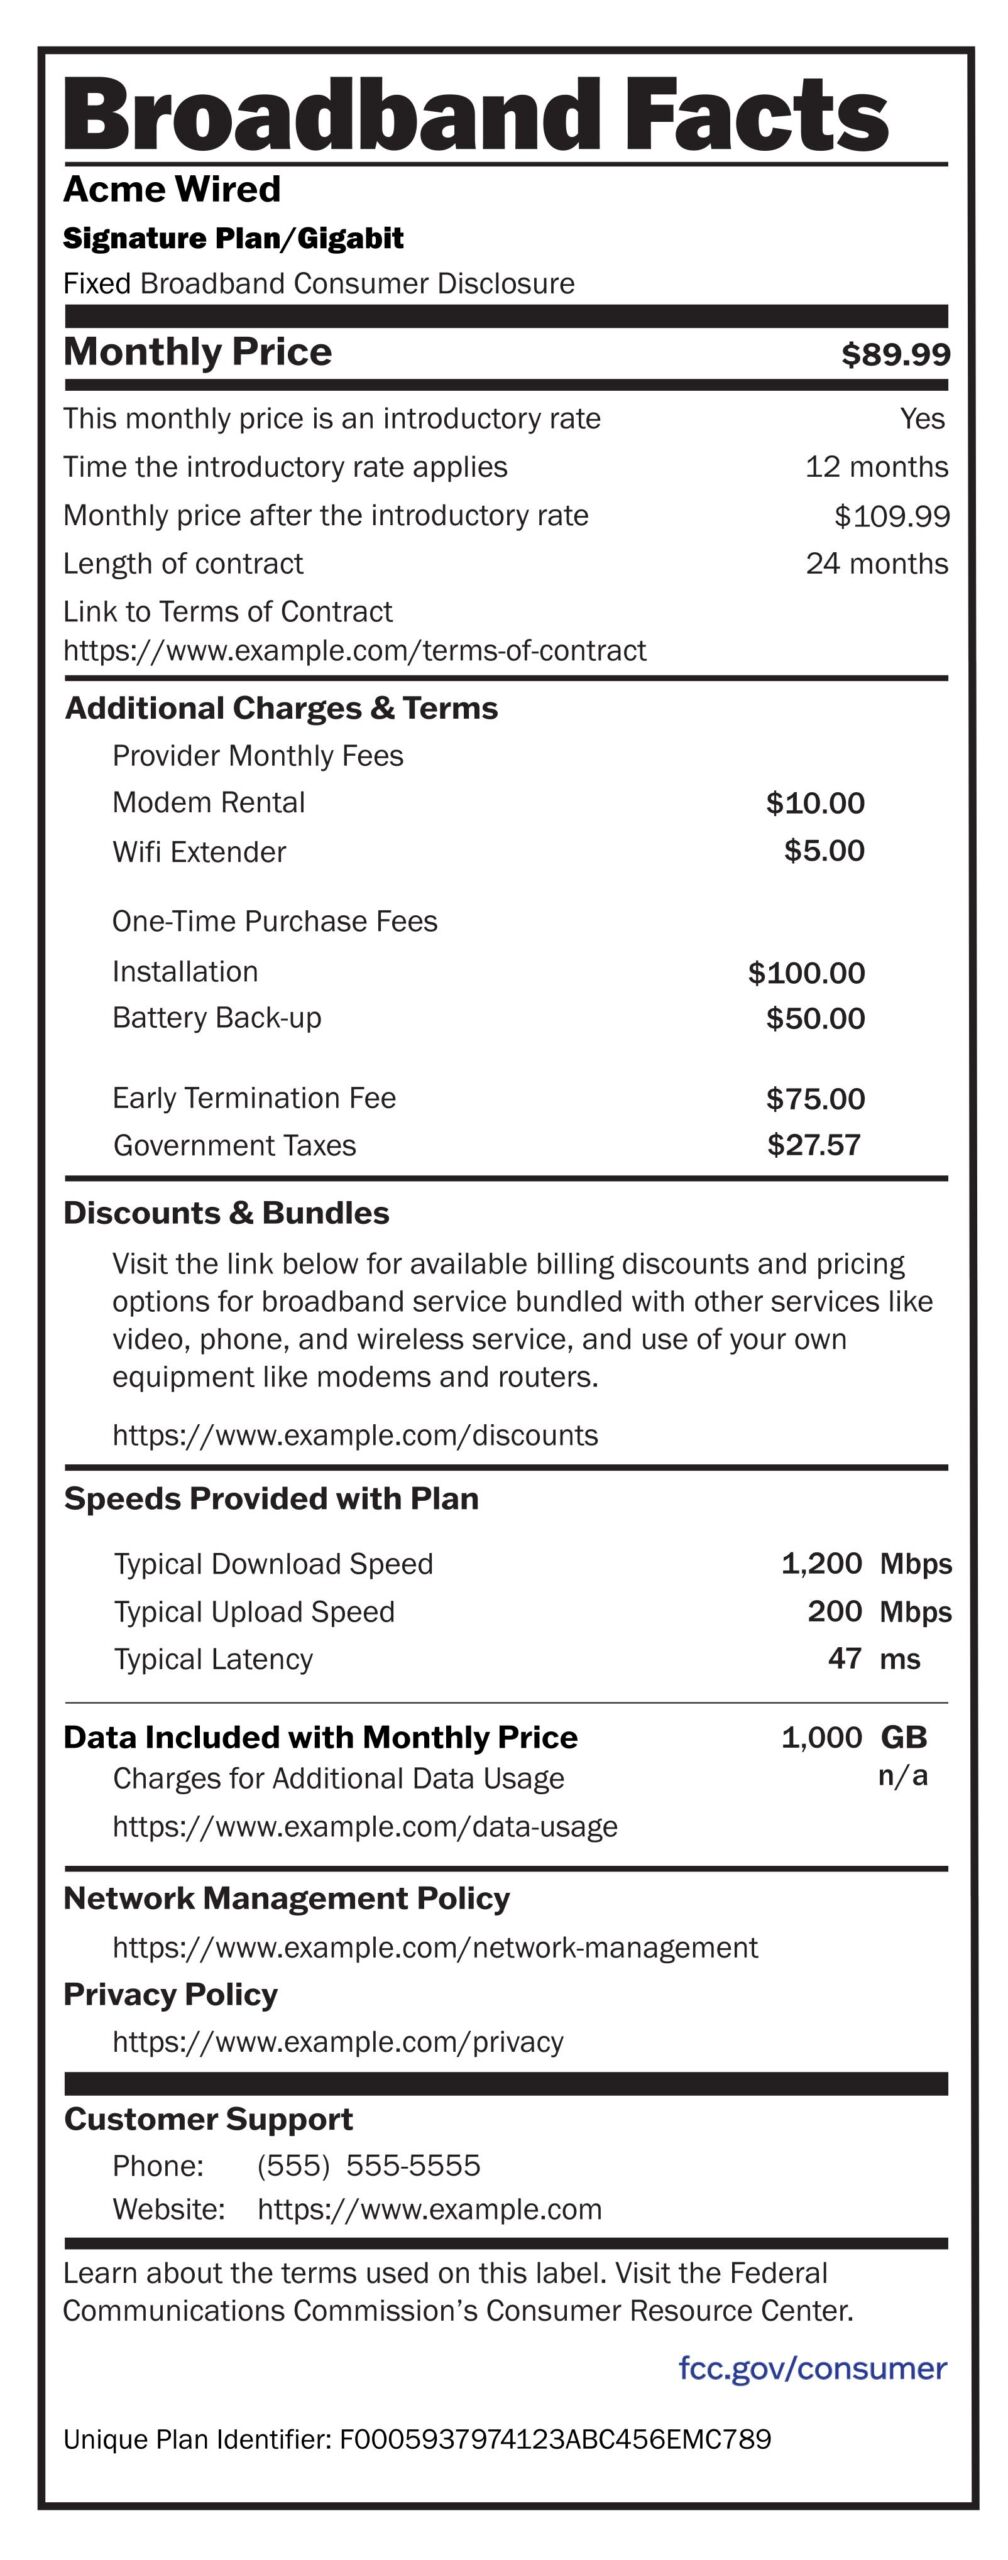 Broadband Facts
Acme Wired
Signature Plan/Gigabit
Fixed Broadband Consumer Disclosure
Monthly Price $89.99
This monthly price is an introductory rate Yes
Time the introductory rate applies 12 months
Monthly price after the introductory rate $109.99
Length of contract 24 months
Link to Terms of Contract
https://www.example.com/terms-of-contract
Additional Charges & Terms
Provider Monthly Fees
Modem Rental $10.00
Wifi Extender $5.00
One-Time Purchase Fees
Installation $100.00
Battery Back-up $50.00
Early Termination Fee $75.00
Government Taxes $27.57
Discounts & Bundles
Visit the link below for available billing discounts and pricing
options for broadband service bundled with other services like
video, phone, and wireless service, and use of your own
equipment like modems and routers.
https://www.example.com/discounts
Speeds Provided with Plan
Typical Download Speed 1,200 Mbps
Typical Upload Speed 200 Mbps
Typical Latency 47 ms
Data Included with Monthly Price 1,000 GB
Charges for Additional Data Usage n/a
https://www.example.com/data-usage
Network Management Policy
https://www.example.com/network-management
Privacy Policy
https://www.example.com/privacy
Customer Support
Phone: (555) 555-5555
Website: https://www.example.com
Learn about the terms used on this label. Visit the Federal
Communications Commission's Consumer Resource Center.
fcc.gov/consumer
Unique Plan Identifier: F0005937974123ABC456EMC789